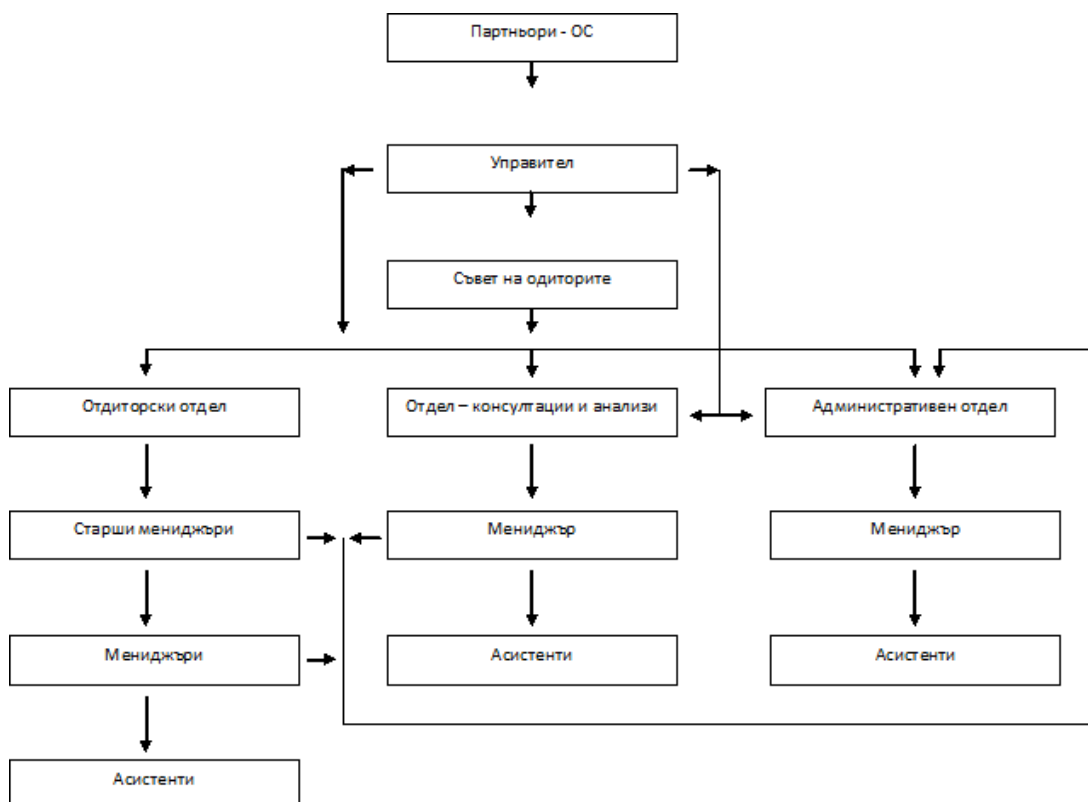 Партньори - ОС
Управител
Съвет на одиторите
Отдиторски отдел
Отдел – консултации и анализи
Административен отдел
Старши мениджъри
Мениджър
Мениджър
Мениджъри
Асистенти
Асистенти
Асистенти